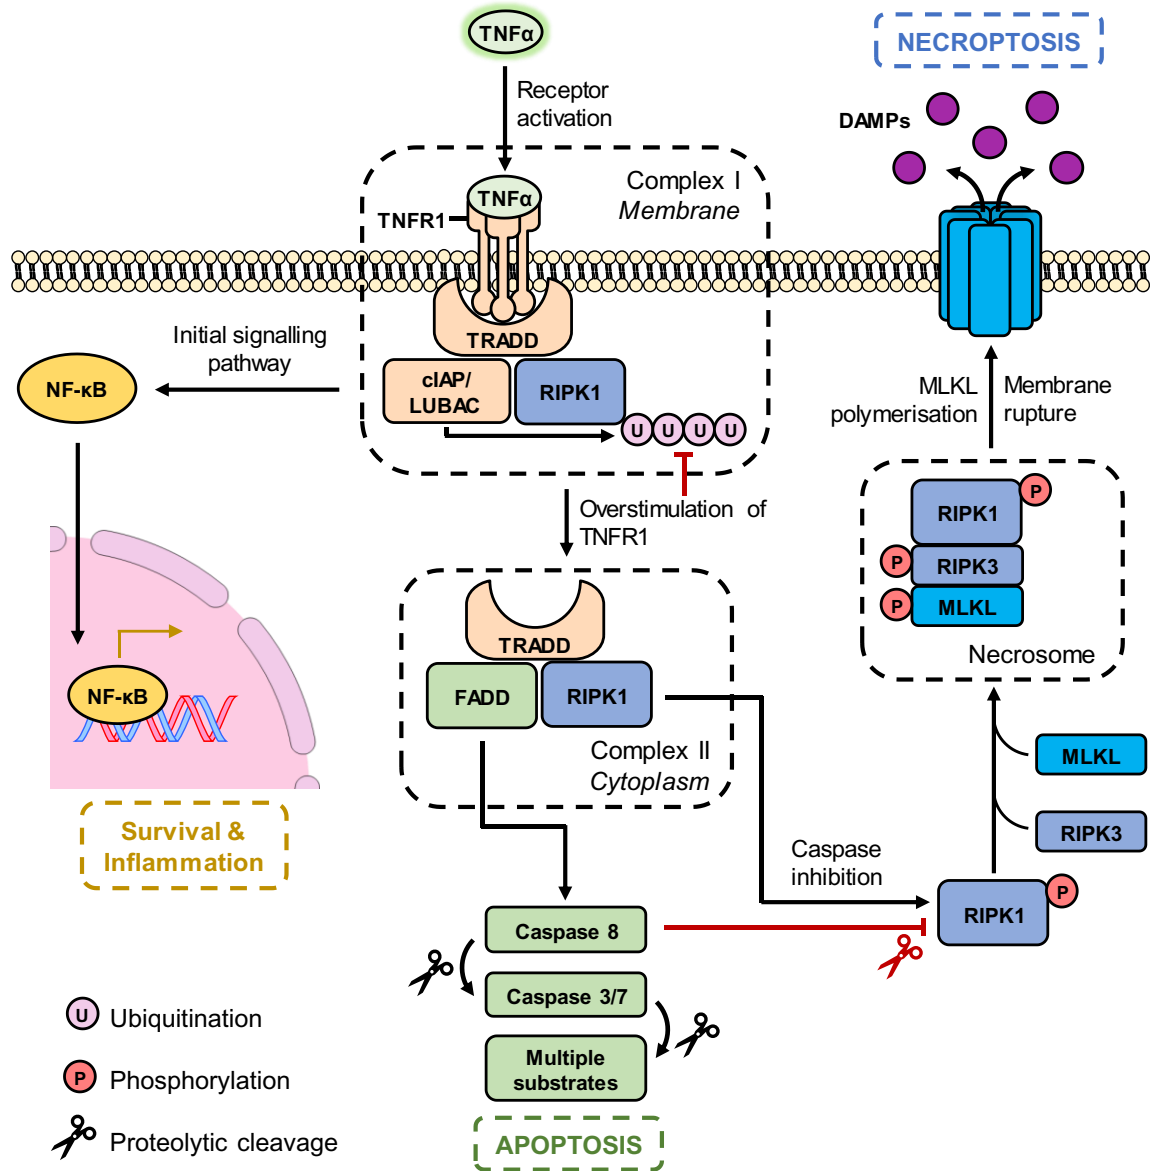 TNFα
Receptor
activation
NECROPTOSIS
DAMPs
Complex I
Membrane
TNFα
TNFR1
TRADD
cIAP/
LUBAC
RIPK1
U U U U
Initial signalling
pathway
NF-κB
MLKL
polymerisation
Membrane
rupture
Overstimulation of
TNFR1
RIPK1
P
P
RIPK3
P
MLKL
Necrosome
TRADD
FADD
RIPK1
Complex II
Cytoplasm
NF-κB
Survival &
Inflammation
MLKL
RIPK3
Caspase
inhibition
RIPK1
P
Caspase 8
Caspase 3/7
Multiple
substrates
APOPTOSIS
U Ubiquitination
P Phosphorylation
Proteolytic cleavage